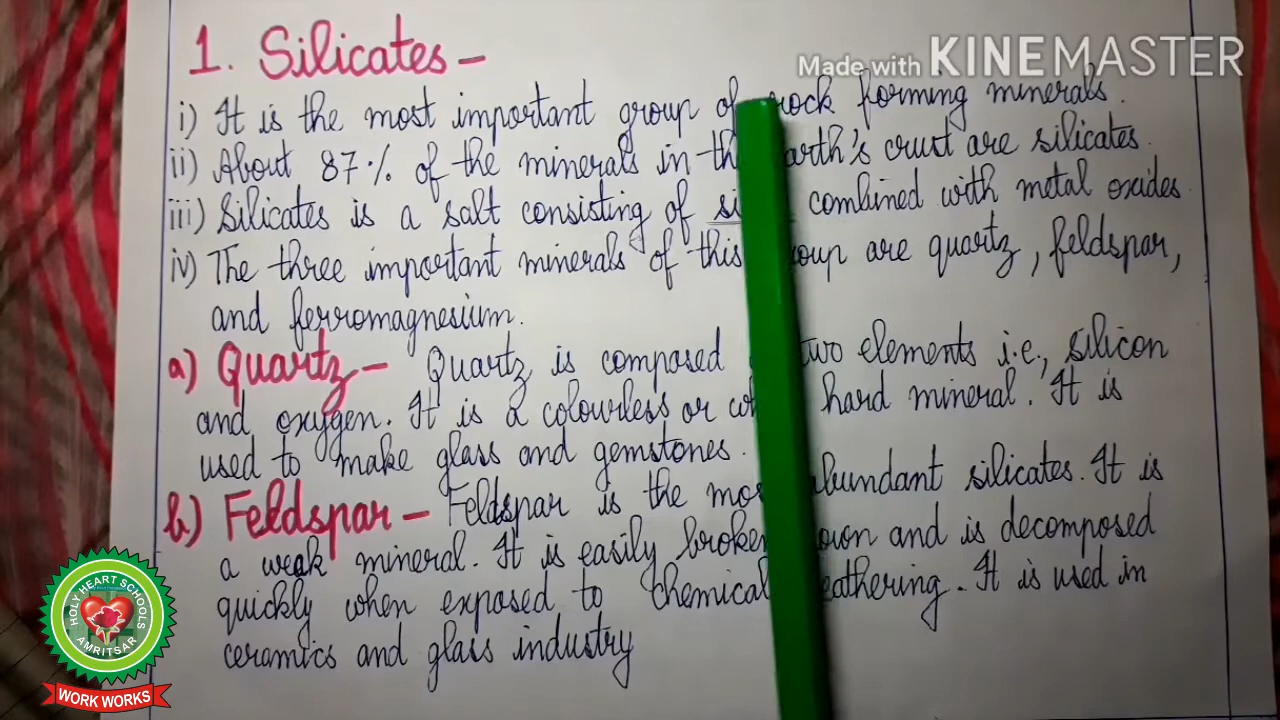 Made with KINEMASTER
1. Silicates -
i) It is the most important group of rock forming minerals.
ii) About 87% of the minerals in the earth's crust are silicates.
iii) Silicates is a salt consisting of combined with metal oxides
iv) The three important minerals of this group are quartz, feldspar,
and ferromagnesium.
a) Quartz - Quartz is composed two elements i.e., silicon
and oxygen. It is a colourless or hard mineral. It is
used to make glass and gemstones.
b) Feldspar - Feldspar is the most abundant silicates. It is
a weak mineral. It is easily broken down and is decomposed
quickly when exposed to chemical weathering. It is used in
ceramics and glass industry
HOLY HEART SCHOOLS
AMRITSAR
WORK WORKS